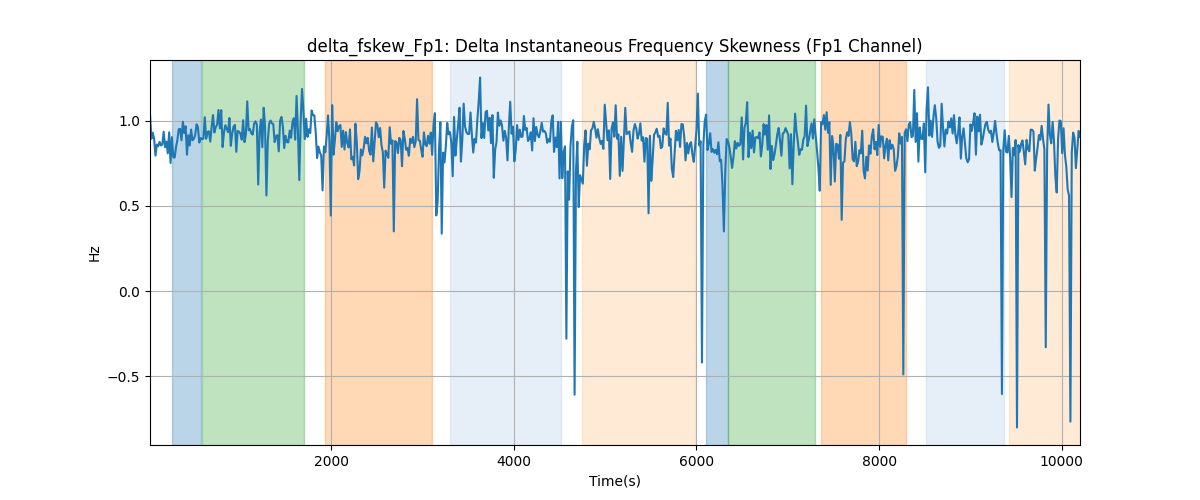 delta_fskew_Fp1: Delta Instantaneous Frequency Skewness (Fp1 Channel)
1.0
0.5
0.0
−0.5
Hz
2000 4000 6000 8000 10000
Time(s)